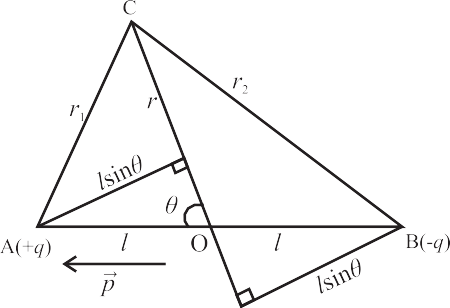 C
r₁
r
r₂
lsinθ
θ
A(+q)
l
O
l
B(-q)
lsinθ
p⃗